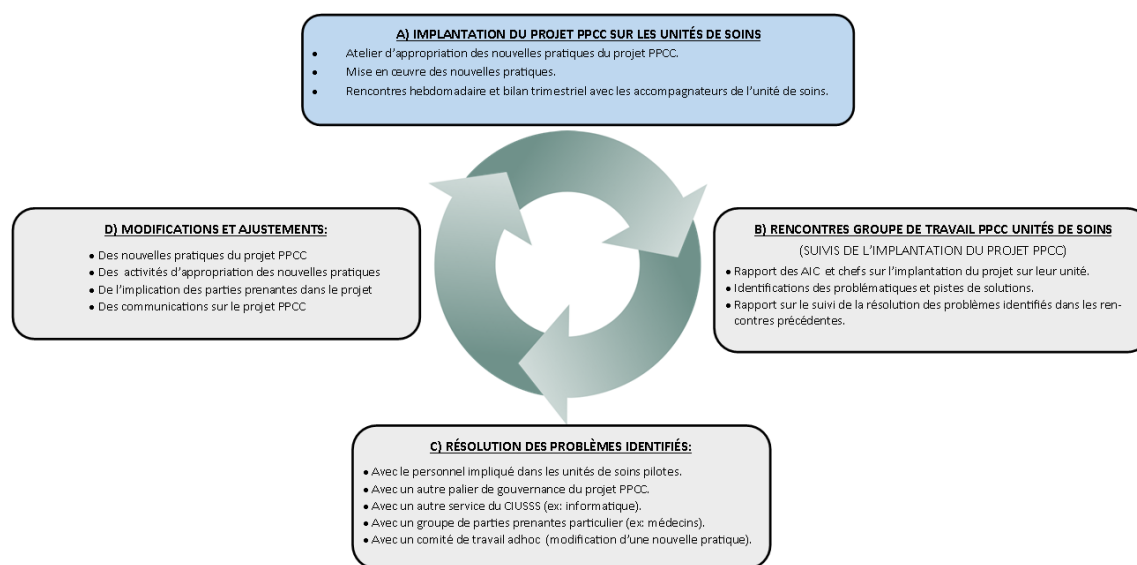 A) IMPLANTATION DU PROJET PPCC SUR LES UNITÉS DE SOINS
• Atelier d'appropriation des nouvelles pratiques du projet PPCC.
• Mise en œuvre des nouvelles pratiques.
• Rencontres hebdomadaire et bilan trimestriel avec les accompagnateurs de l'unité de soins.
D) MODIFICATIONS ET AJUSTEMENTS:
• Des nouvelles pratiques du projet PPCC
• Des activités d'appropriation des nouvelles pratiques
• De l'implication des parties prenantes dans le projet
• Des communications sur le projet PPCC
B) RENCONTRES GROUPE DE TRAVAIL PPCC UNITÉS DE SOINS
(SUIVIS DE L'IMPLANTATION DU PROJET PPCC)
• Rapport des AIC et chefs sur l'implantation du projet sur leur unité.
• Identifications des problématiques et pistes de solutions.
• Rapport sur le suivi de la résolution des problèmes identifiés dans les ren-
contres précédentes.
C) RÉSOLUTION DES PROBLÈMES IDENTIFIÉS:
• Avec le personnel impliqué dans les unités de soins pilotes.
• Avec un autre palier de gouvernance du projet PPCC.
• Avec un autre service du CIUSSS (ex: informatique).
• Avec un groupe de parties prenantes particulier (ex: médecins).
• Avec un comité de travail adhoc (modification d'une nouvelle pratique).